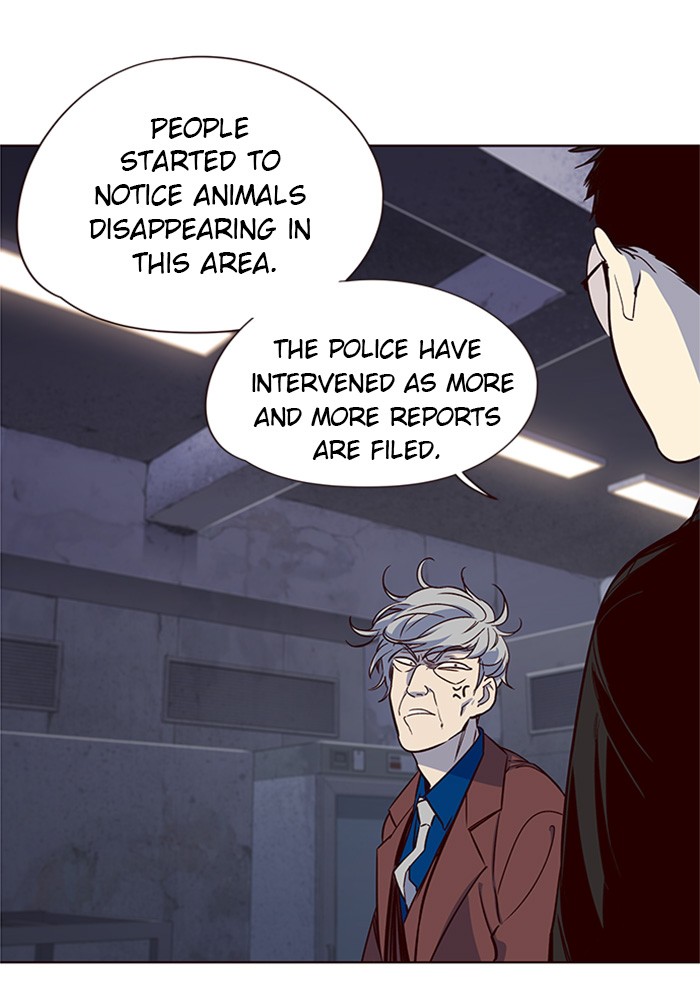 PEOPLE
STARTED TO
NOTICE ANIMALS
DISAPPEARING IN
THIS AREA.
THE POLICE HAVE
INTERVENED AS MORE
AND MORE REPORTS
ARE FILED.